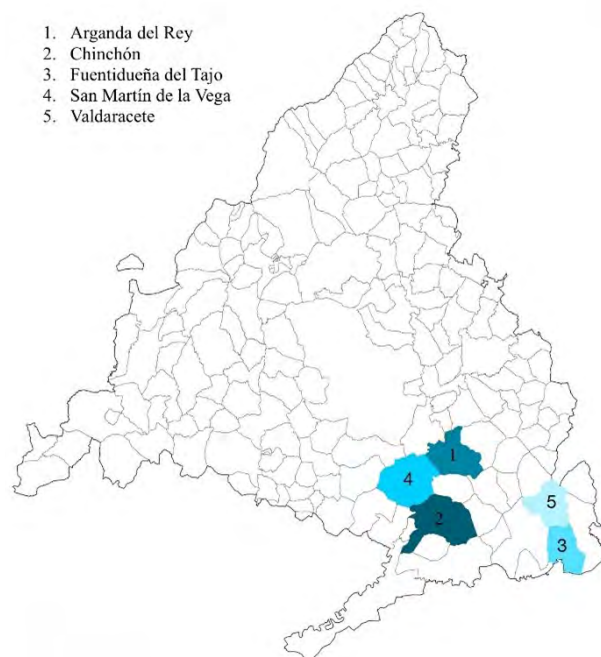 1. Arganda del Rey
2. Chinchón
3. Fuentidueña del Tajo
4. San Martín de la Vega
5. Valdaracete
1
4
2
5
3